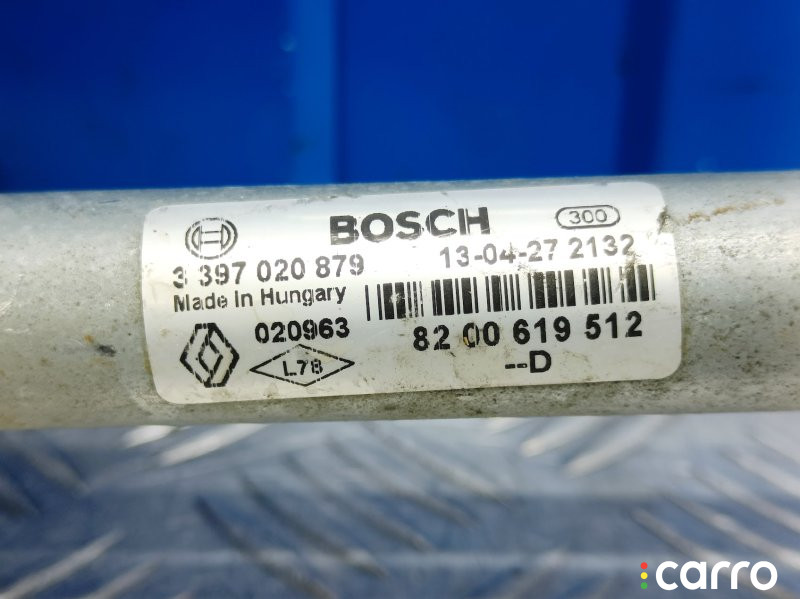 BOSCH 300
3 397 020 879 13-04-27 2132
Made in Hungary
020963 82 00 619 512
L78 --D
carro